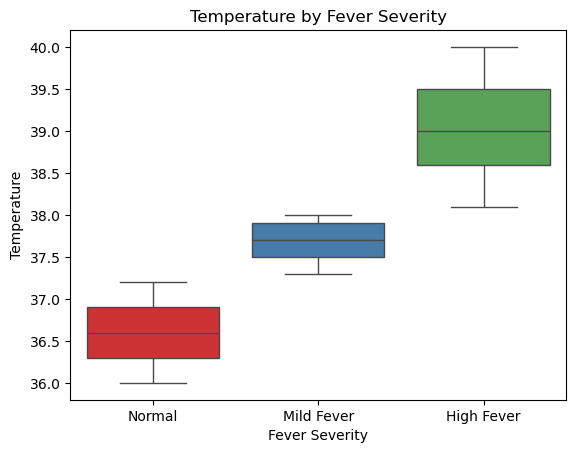 Temperature by Fever Severity
Temperature
40.0
39.5
39.0
38.5
38.0
37.5
37.0
36.5
36.0
Normal
Mild Fever
High Fever
Fever Severity